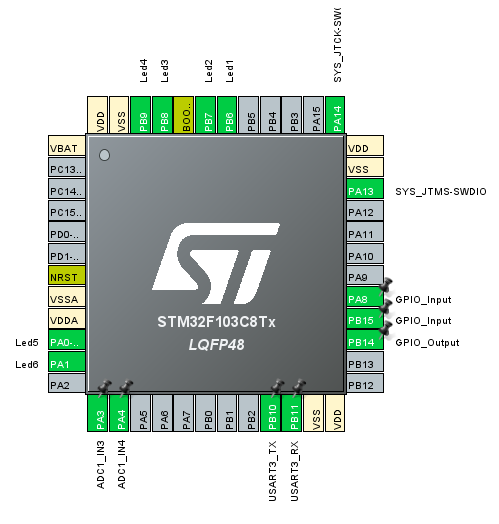 Led4
Led3
Led2
Led1
SYS_JTCK-SW(
VDD
VSS
PB9
PB8
BOO..
PB7
PB6
PB5
PB4
PB3
PA15
PA14
VBAT
PC13..
PC14..
PC15..
PD0-..
PD1-..
NRST
VSSA
VDDA
Led5
PA0-..
Led6
PA1
PA2
STM32F103C8Tx
LQFP48
VDD
VSS
PA13
SYS_JTMS-SWDIO
PA12
PA11
PA10
PA9
PA8
GPIO_Input
PB15
GPIO_Input
PB14
GPIO_Output
PB13
PB12
PA3
PA4
PA5
PA6
PA7
PB0
PB1
PB2
PB10
PB11
VSS
VDD
ADC1_IN3
ADC1_IN4
USART3_TX
USART3_RX